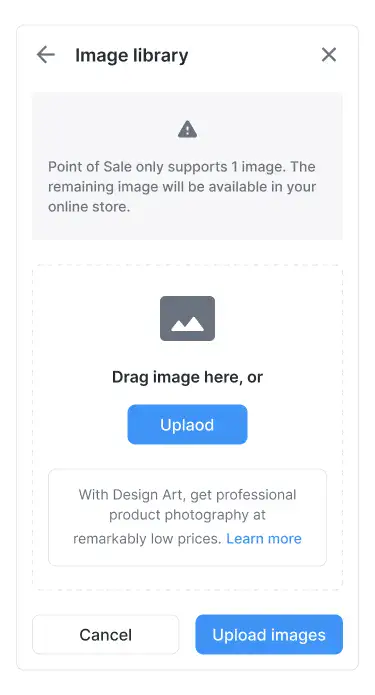 Image library
Point of Sale only supports 1 image. The
remaining image will be available in your
online store.
Drag image here, or
Uplaod
With Design Art, get professional
product photography at
remarkably low prices. Learn more
Cancel
Upload images